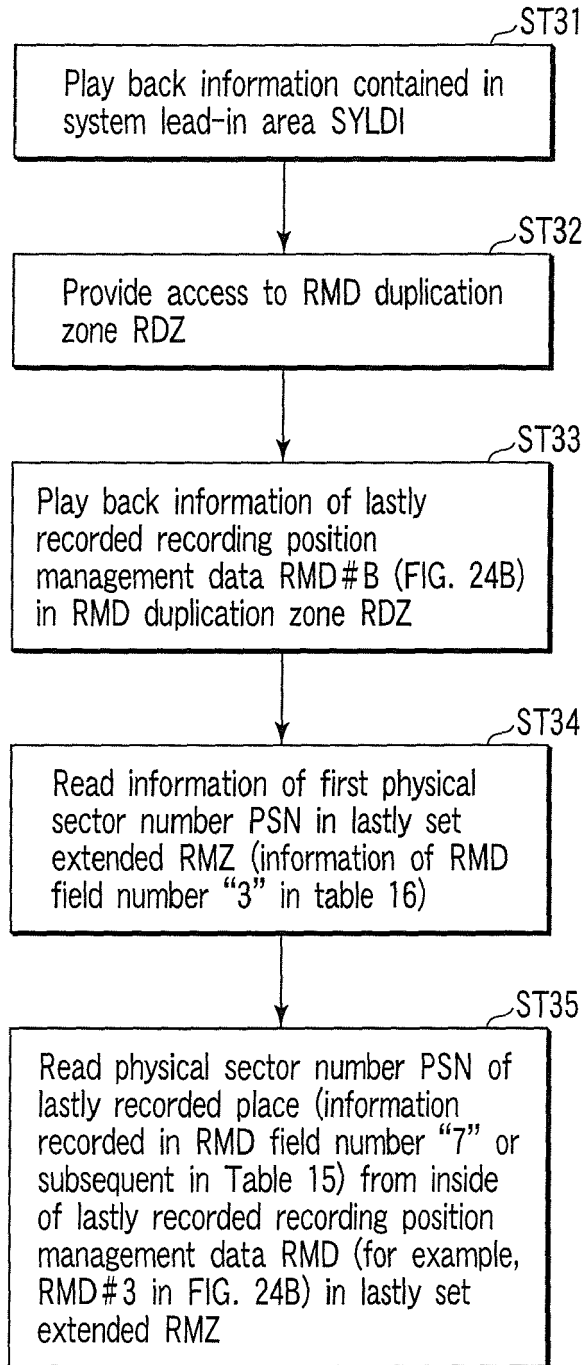 ST31
Play back information contained in
system lead-in area SYLDI
ST32
Provide access to RMD duplication
zone RDZ
ST33
Play back information of lastly
recorded recording position
management data RMD#B (FIG. 24B)
in RMD duplication zone RDZ
ST34
Read information of first physical
sector number PSN in lastly set
extended RMZ (information of RMD
field number “3” in table 16)
ST35
Read physical sector number PSN of
lastly recorded place (information
recorded in RMD field number “7” or
subsequent in Table 15) from inside
of lastly recorded recording position
management data RMD (for example,
RMD#3 in FIG. 24B) in lastly set
extended RMZ